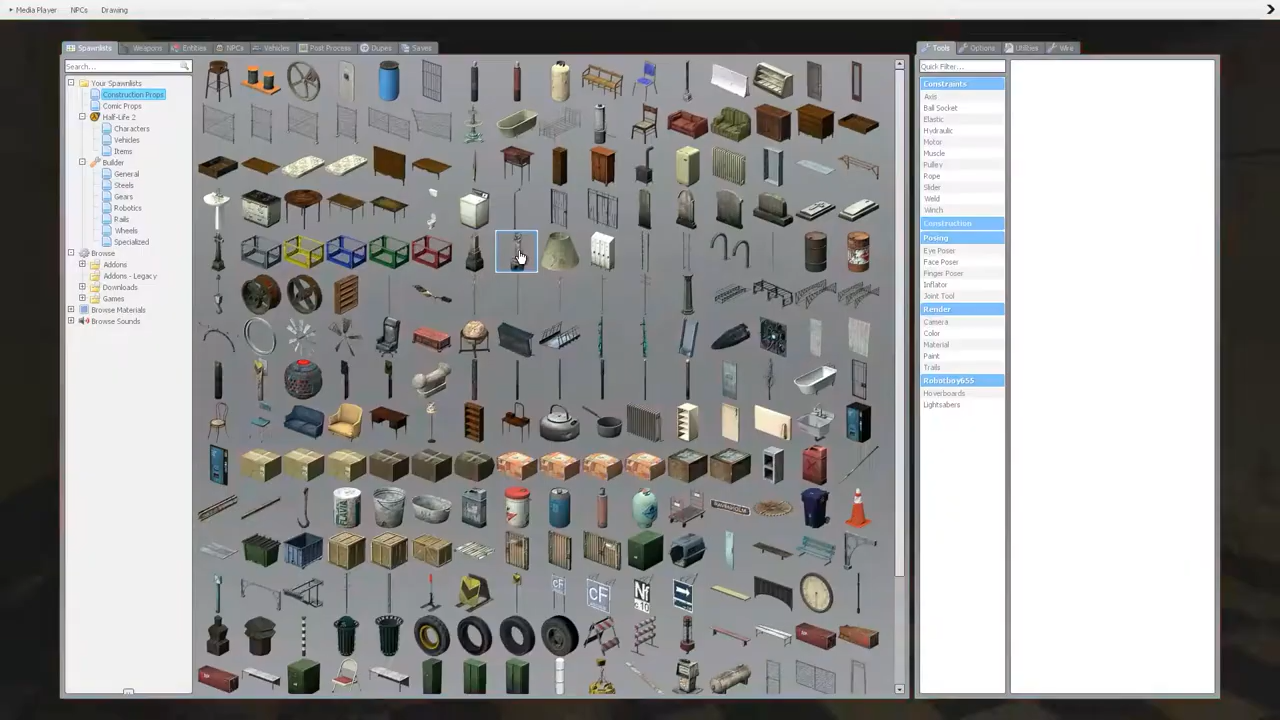 Media Player NPCs Drawing
Spawnlists Weapons Entities NPCs Vehicles Post Process Dupes Saves
Tools Options Utilities Wire
Search...
Quick Filter...
Your Spawnlists
Construction Props
Comic Props
Half-Life 2
Characters
Vehicles
Items
Builder
General
Steels
Gears
Robotics
Rails
Wheels
Specialized
Browse
Addons
Addons - Legacy
Downloads
Games
Browse Materials
Browse Sounds
Constraints
Axis
Ball Socket
Elastic
Hydraulic
Motor
Muscle
Pulley
Rope
Slider
Weld
Winch
Construction
Posing
Eye Poser
Face Poser
Finger Poser
Inflator
Joint Tool
Render
Camera
Color
Material
Paint
Trails
Robotboy655
Hoverboards
Lightsabers
RAVENHOLM
cF
cF
Nf